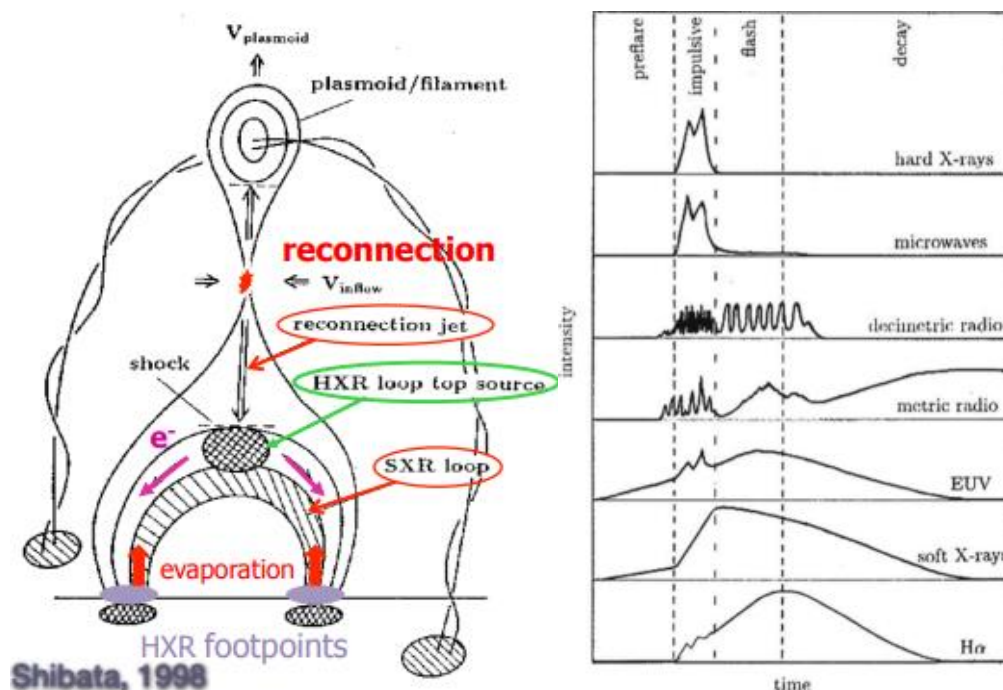 Vplasmoid
plasmoid/filament
reconnection
Vinflow
reconnection jet
shock
HXR loop top source
e-
SXR loop
evaporation
HXR footpoints
Shibata, 1998
preflare
impulsive
flash
decay
hard X-rays
microwaves
decimetric radio
intensity
metric radio
EUV
soft X-rays
Hα
time